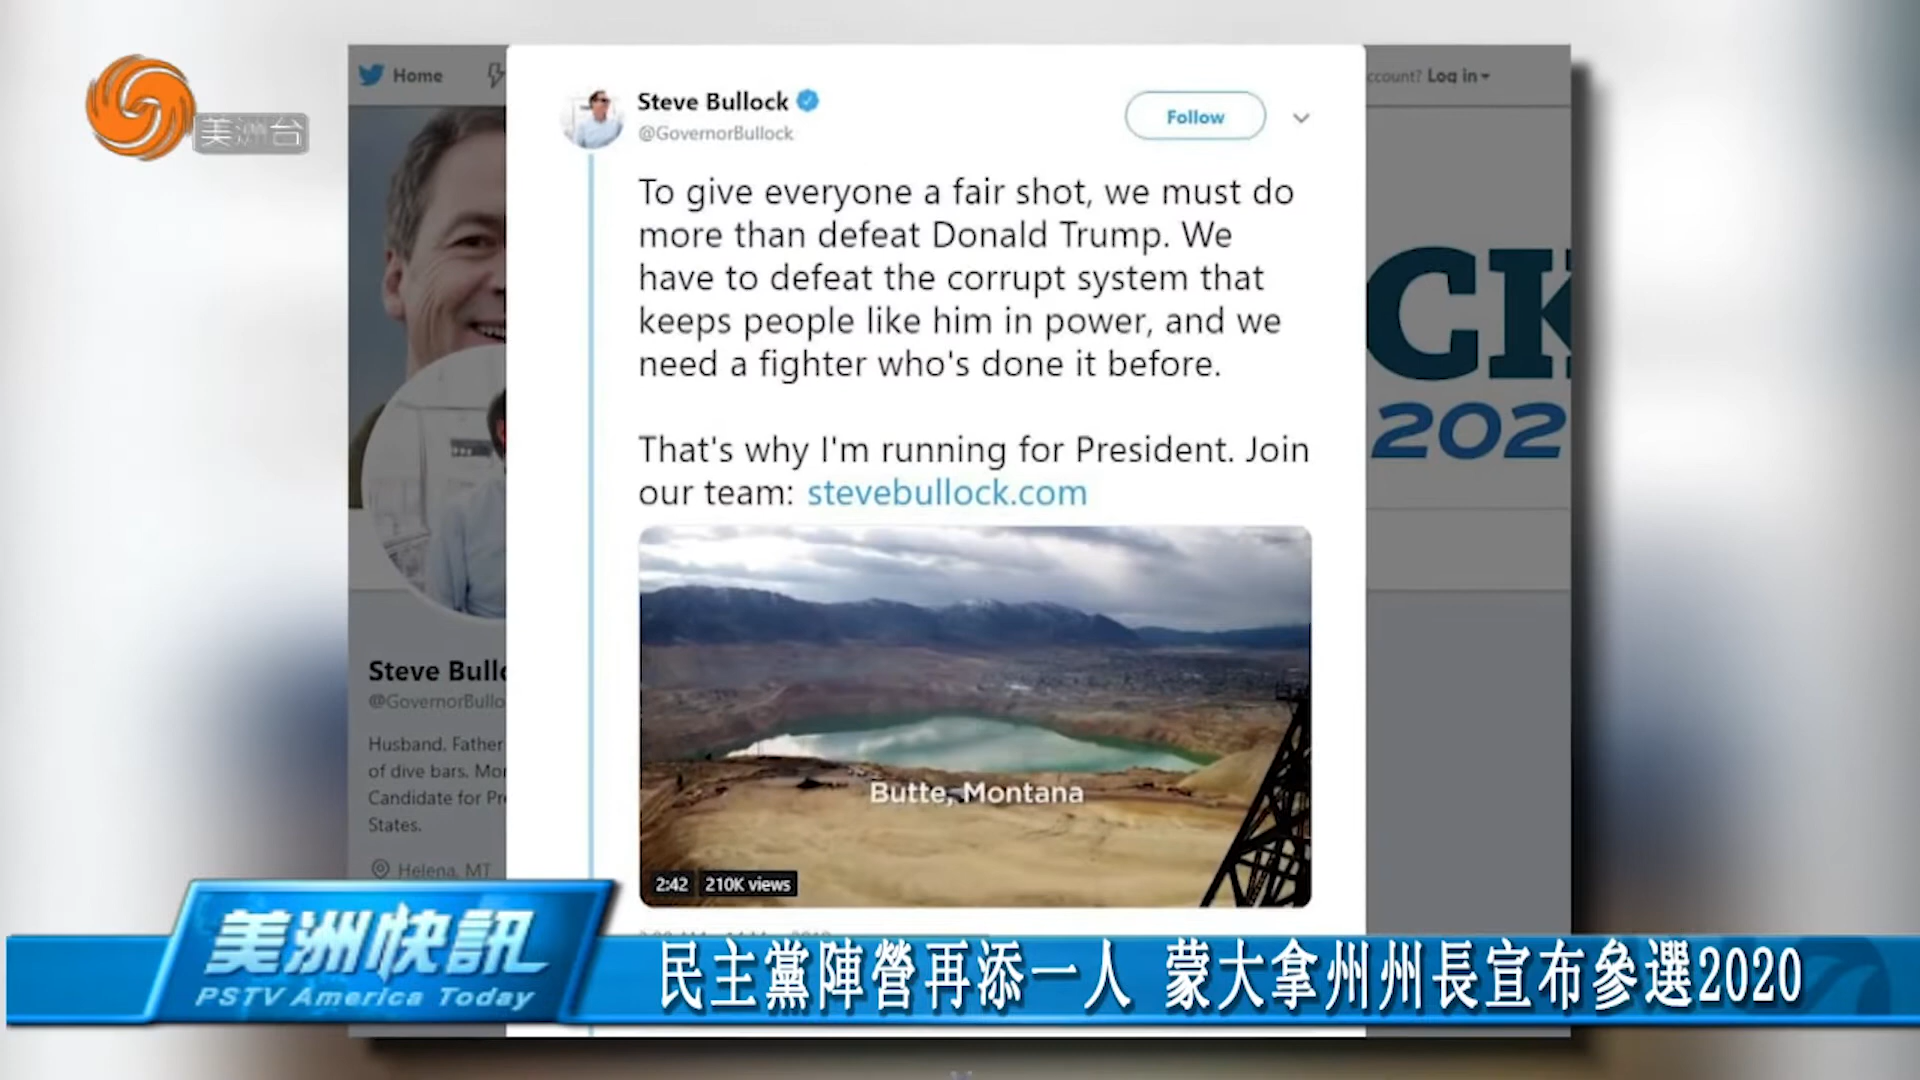 美洲台
Home
ccount? Log in
Steve Bullock
@GovernorBullock
Follow
To give everyone a fair shot, we must do
more than defeat Donald Trump. We
have to defeat the corrupt system that
keeps people like him in power, and we
need a fighter who's done it before.
That's why I'm running for President. Join
our team: stevebullock.com
CK
202
Butte, Montana
2:42 210K views
Steve Bullo
@GovernorBullo
Husband, Father
of dive bars. Mon
Candidate for Pre
States.
Helena, MT
美洲快訊
PSTV America Today
民主黨陣營再添一人 蒙大拿州州長宣布參選2020